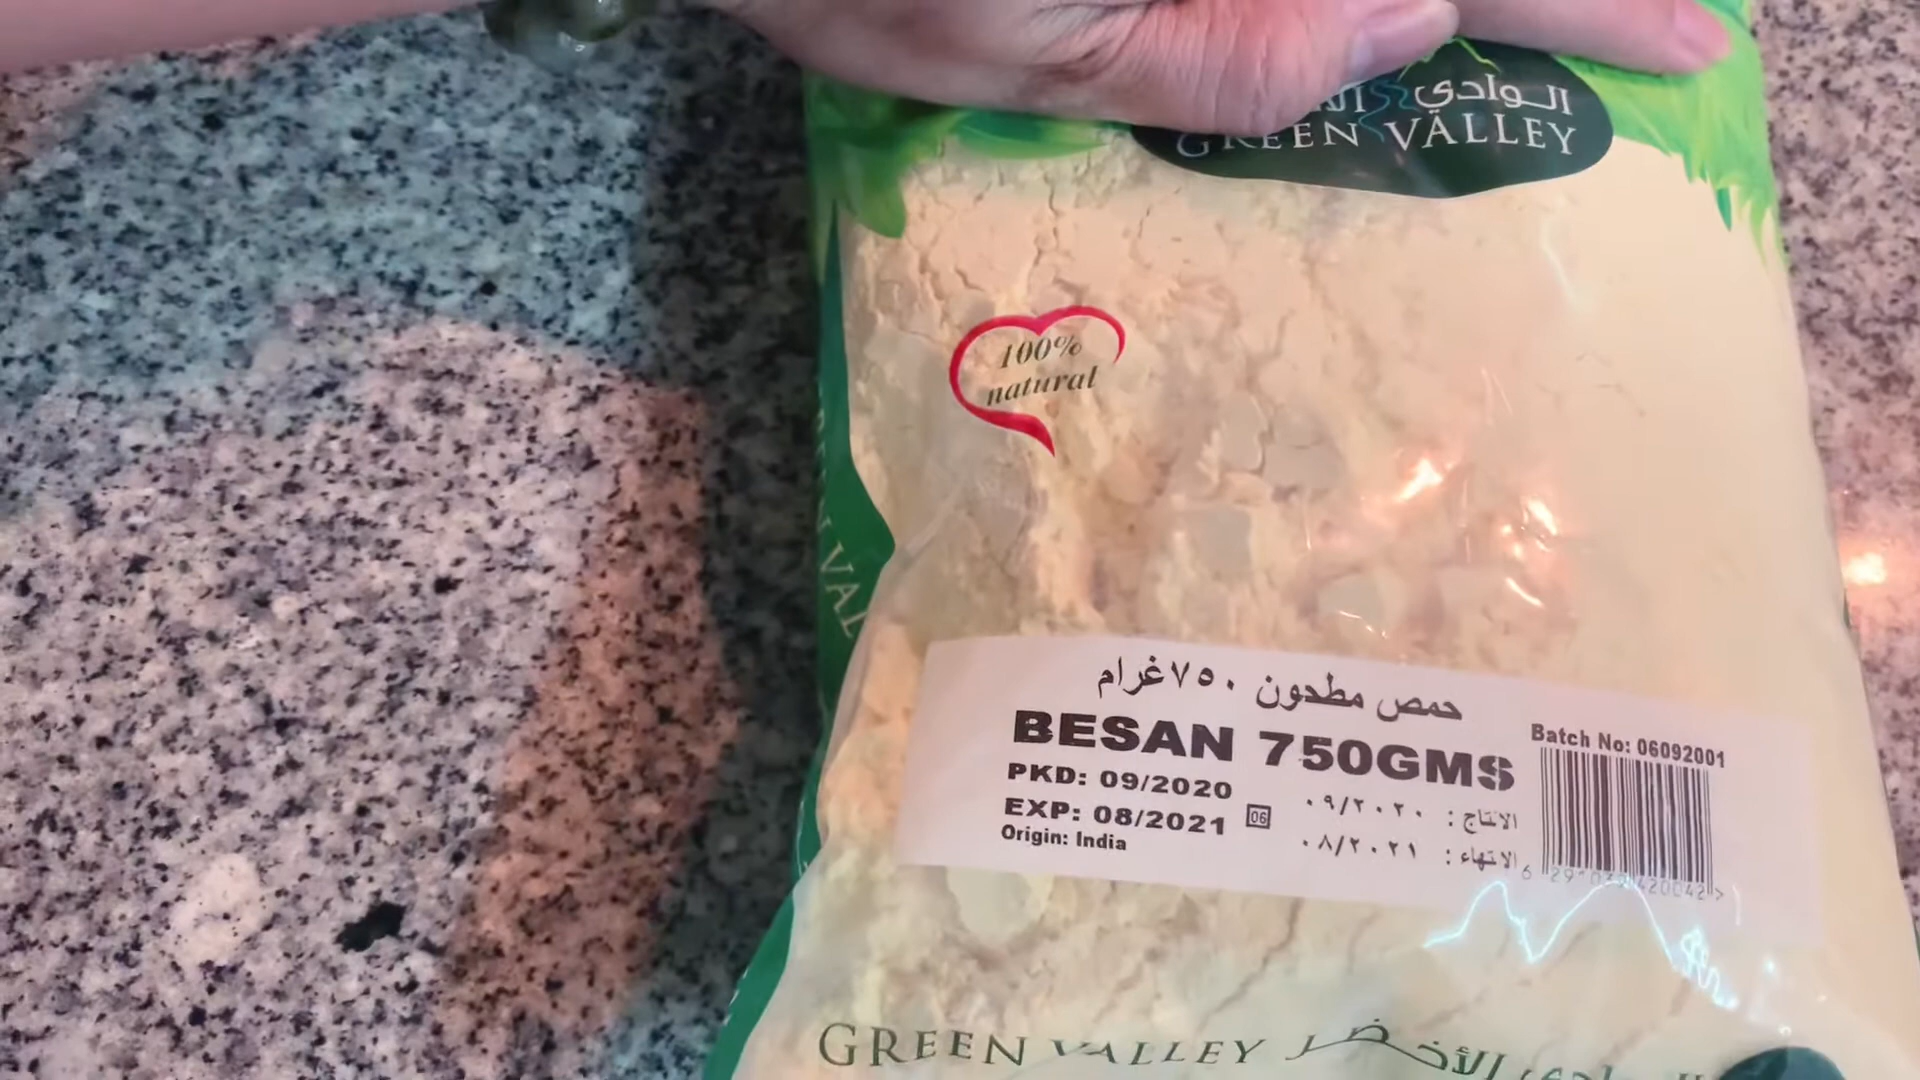 الوادي
GREEN VALLEY
100%
natural
حمص مطحون ٧٥٠غرام
BESAN 750GMS
Batch No: 06092001
PKD: 09/2020
الانتاج: ٠٩/٢٠٢٠
EXP: 08/2021
06
الانتهاء: ٠٨/٢٠٢١
Origin: India
GREEN VALLEY الأخضر